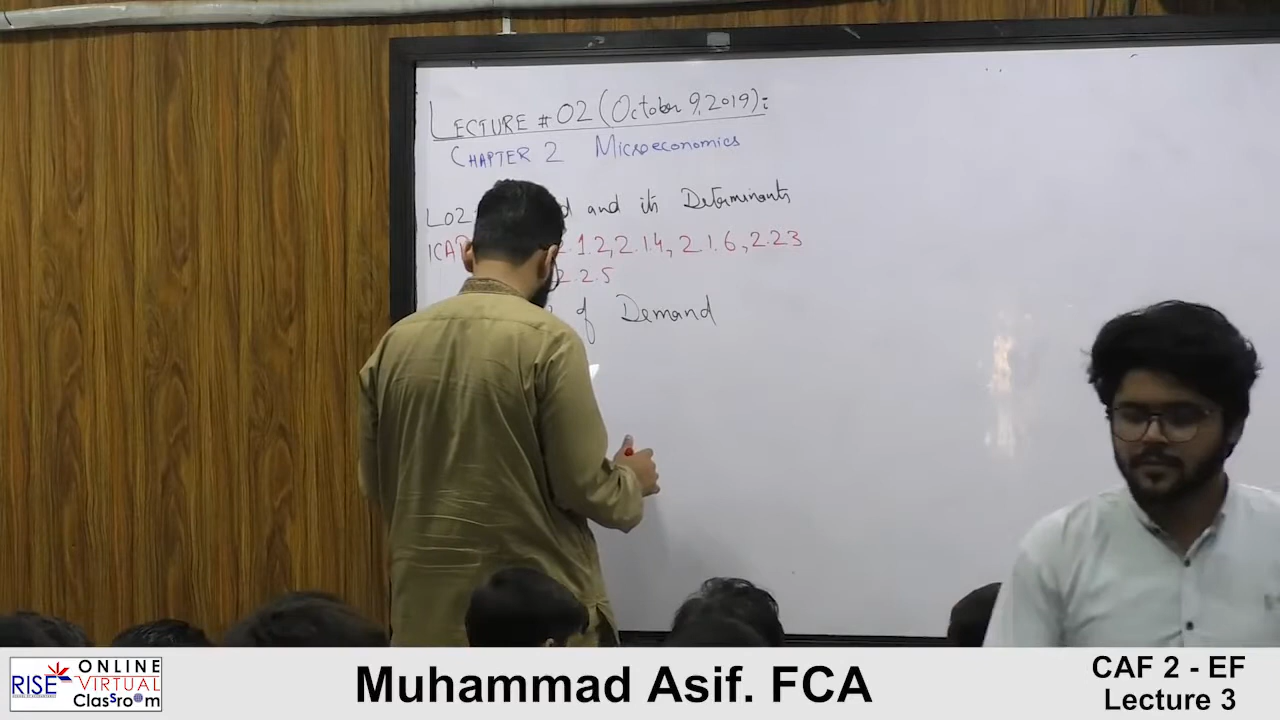 LECTURE # 02 (October 9, 2019):
CHAPTER 2 Microeconomics
LO2 and its Determinants
ICAP 2.1.2, 2.1.4, 2.1.6, 2.2.3
2.2.5
of Demand
RISE ONLINE VIRTUAL ClassrOOm
Muhammad Asif. FCA
CAF 2 - EF
Lecture 3